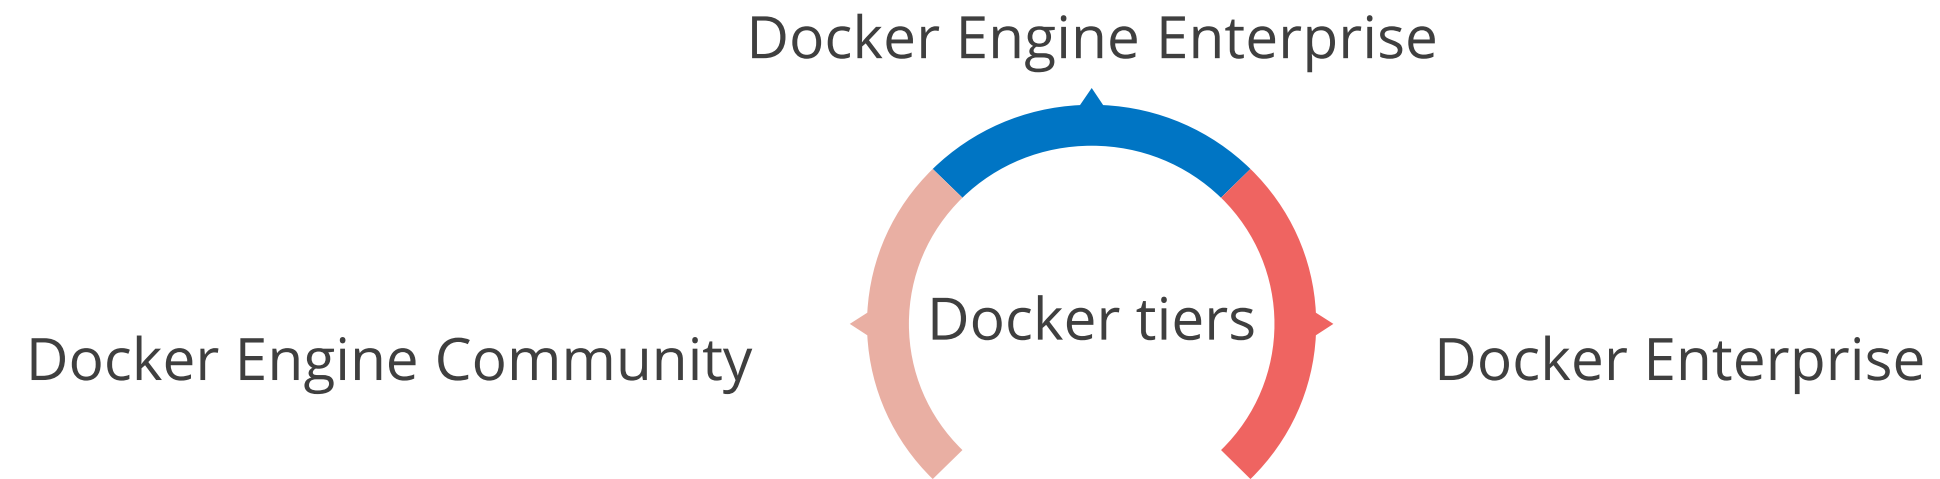 Docker Engine Enterprise
Docker tiers
Docker Engine Community
Docker Enterprise